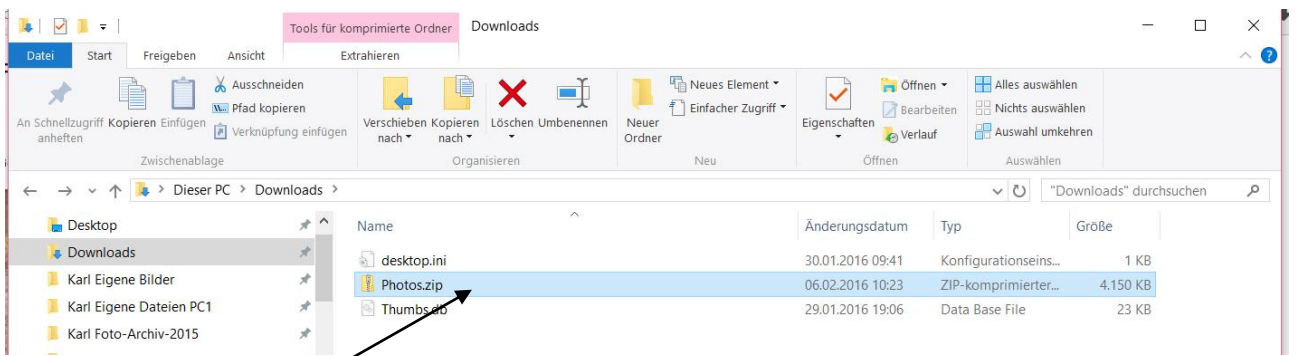 Tools für komprimierte Ordner Downloads
Datei Start Freigeben Ansicht Extrahieren
An Schnellzugriff anheften
Kopieren
Einfügen
Ausschneiden
Pfad kopieren
Verknüpfung einfügen
Zwischenablage
Verschieben nach
Kopieren nach
Löschen
Umbenennen
Organisieren
Neuer Ordner
Neues Element
Einfacher Zugriff
Neu
Eigenschaften
Öffnen
Bearbeiten
Verlauf
Öffnen
Alles auswählen
Nichts auswählen
Auswahl umkehren
Auswählen
Dieser PC > Downloads > "Downloads" durchsuchen
Desktop
Downloads
Karl Eigene Bilder
Karl Eigene Dateien PC1
Karl Foto-Archiv-2015
Name Änderungsdatum Typ Größe
desktop.ini 30.01.2016 09:41 Konfigurationseins... 1 KB
Photos.zip 06.02.2016 10:23 ZIP-komprimierter... 4.150 KB
Thumbs.db 29.01.2016 19:06 Data Base File 23 KB